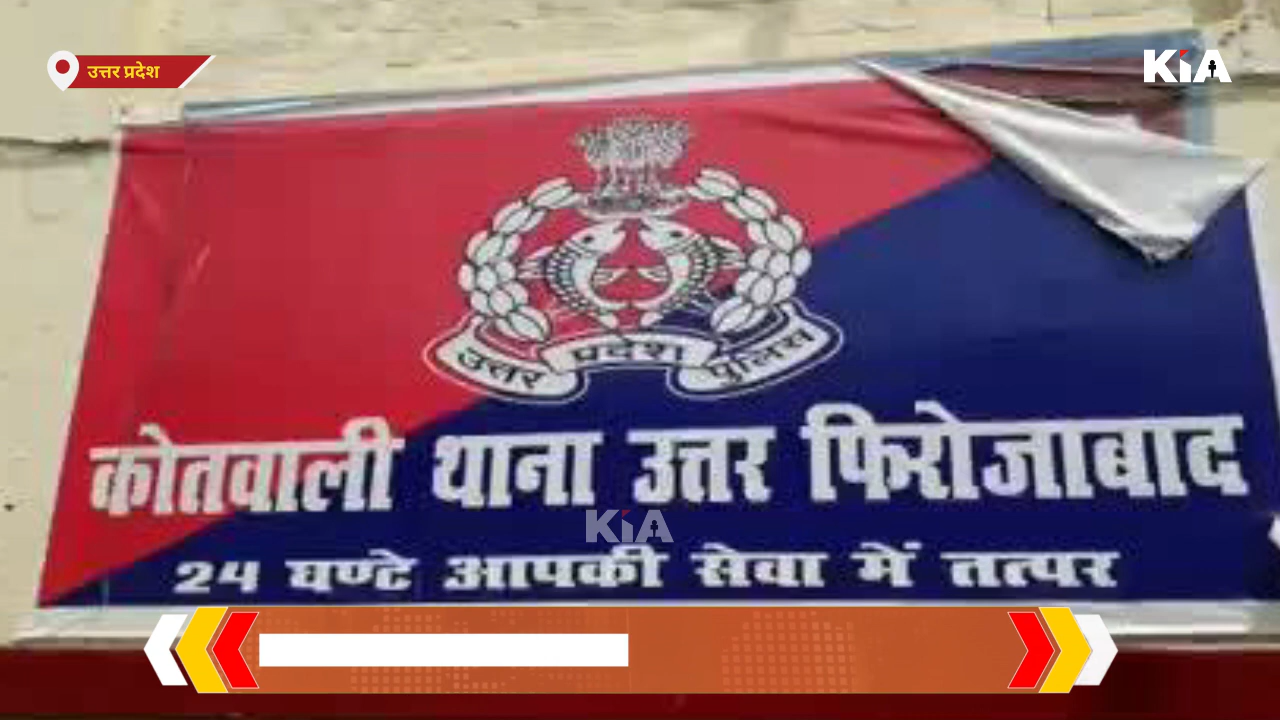 उत्तर प्रदेश
KiA
उत्तर प्रदेश पुलिस
कोतवाली थाना उत्तर फिरोजाबाद
KiA
24 घण्टे आपकी सेवा में तत्पर